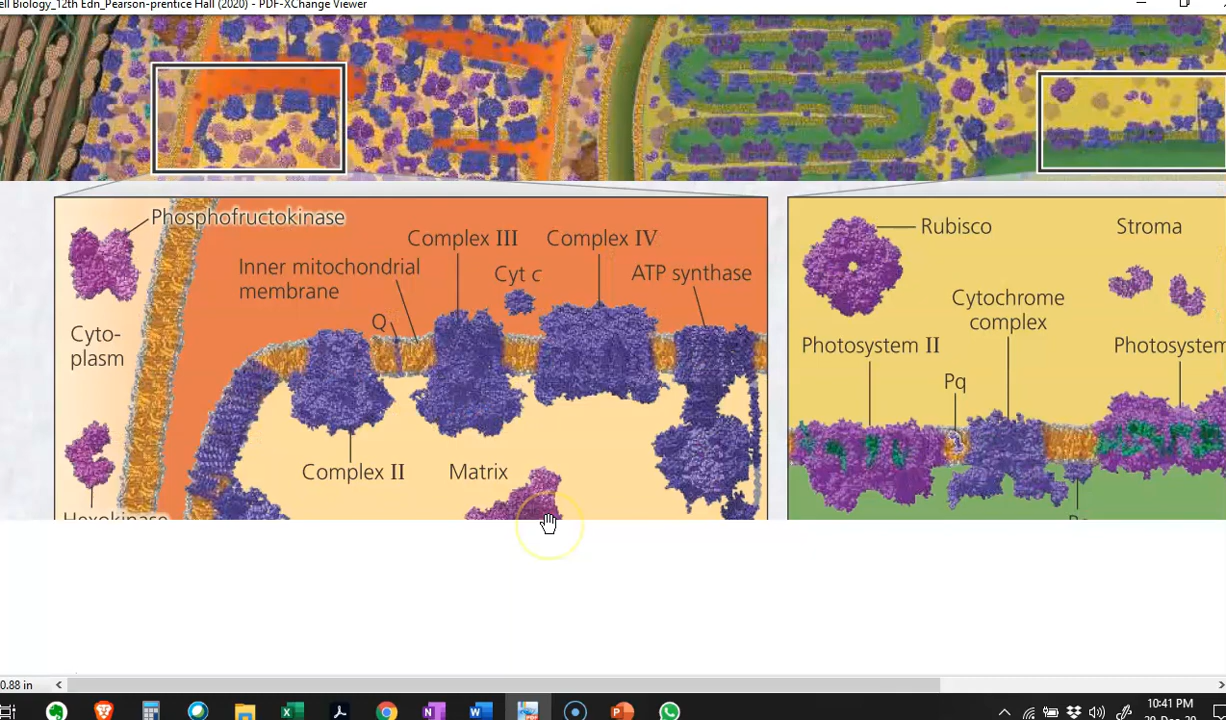 ell Biology_12th Edn_Pearson-prentice Hall (2020) - PDF-XChange Viewer
Phosphofructokinase
Complex III
Complex IV
Inner mitochondrial
membrane
Cyt c
ATP synthase
Q
Cyto-
plasm
Complex II
Matrix
Hexokinase
Rubisco
Stroma
Cytochrome
complex
Photosystem II
Photosystem
Pq
0.88 in
10:41 PM